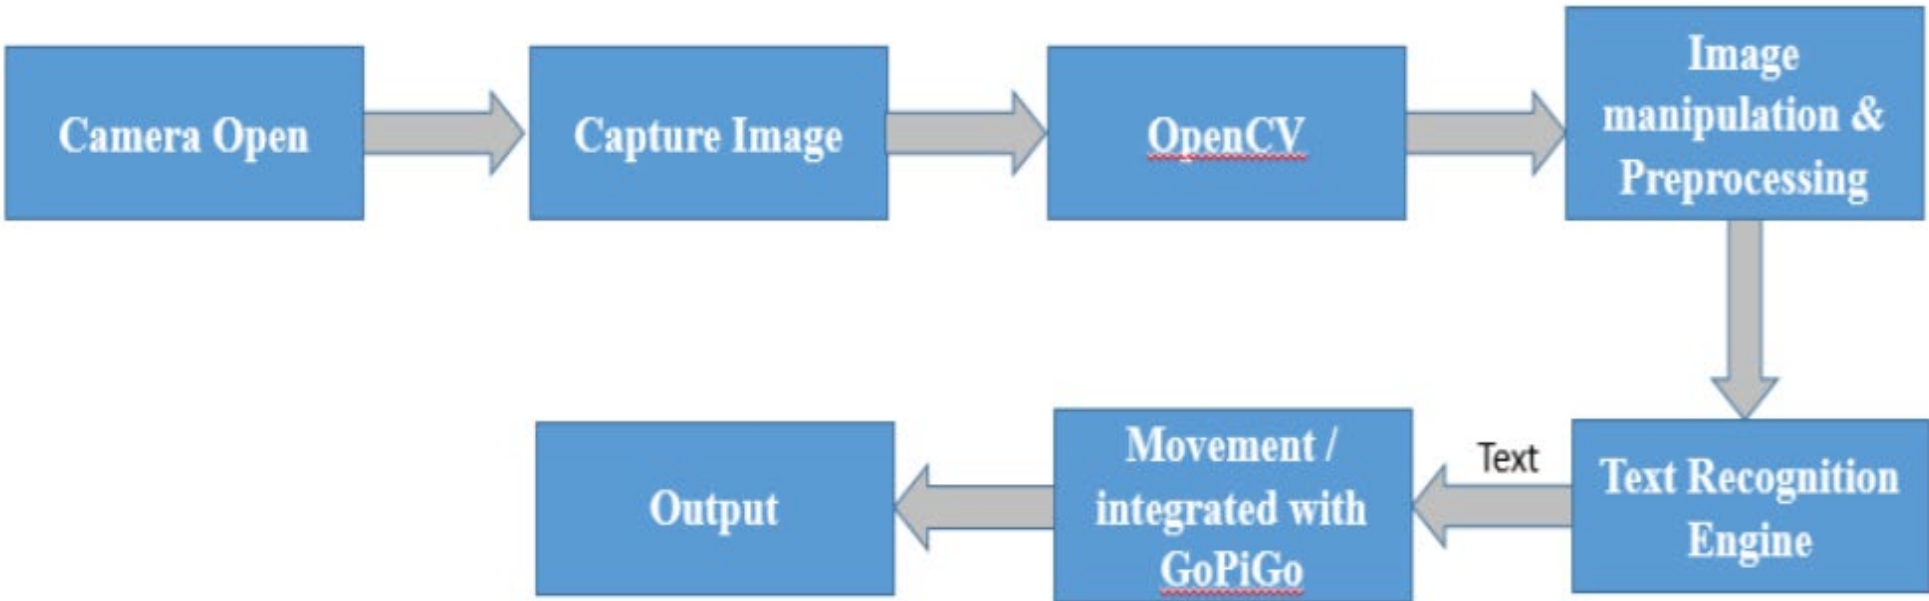 Camera Open
Capture Image
OpenCV
Image
manipulation &
Preprocessing
Text Recognition
Engine
Text
Movement /
integrated with
GoPiGo
Output